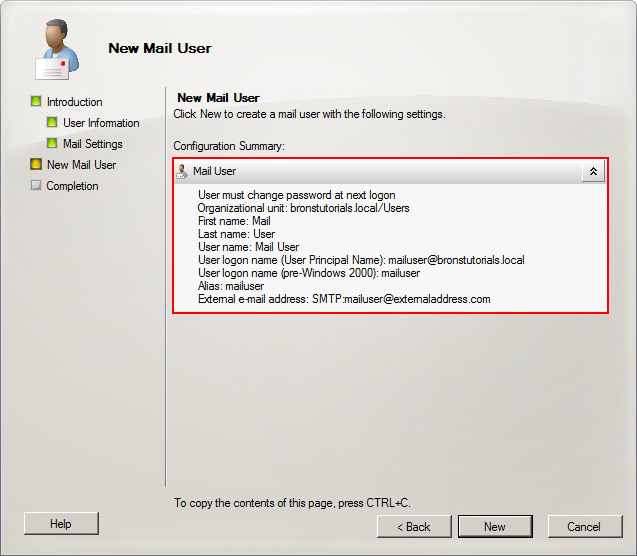 New Mail User
Introduction
User Information
Mail Settings
New Mail User
Completion
New Mail User
Click New to create a mail user with the following settings.
Configuration Summary:
Mail User
User must change password at next logon
Organizational unit: bronstutorials.local/Users
First name: Mail
Last name: User
User name: Mail User
User logon name (User Principal Name): mailuser@bronstutorials.local
User logon name (pre-Windows 2000): mailuser
Alias: mailuser
External e-mail address: SMTP:mailuser@externaladdress.com
To copy the contents of this page, press CTRL+C.
Help
< Back
New
Cancel